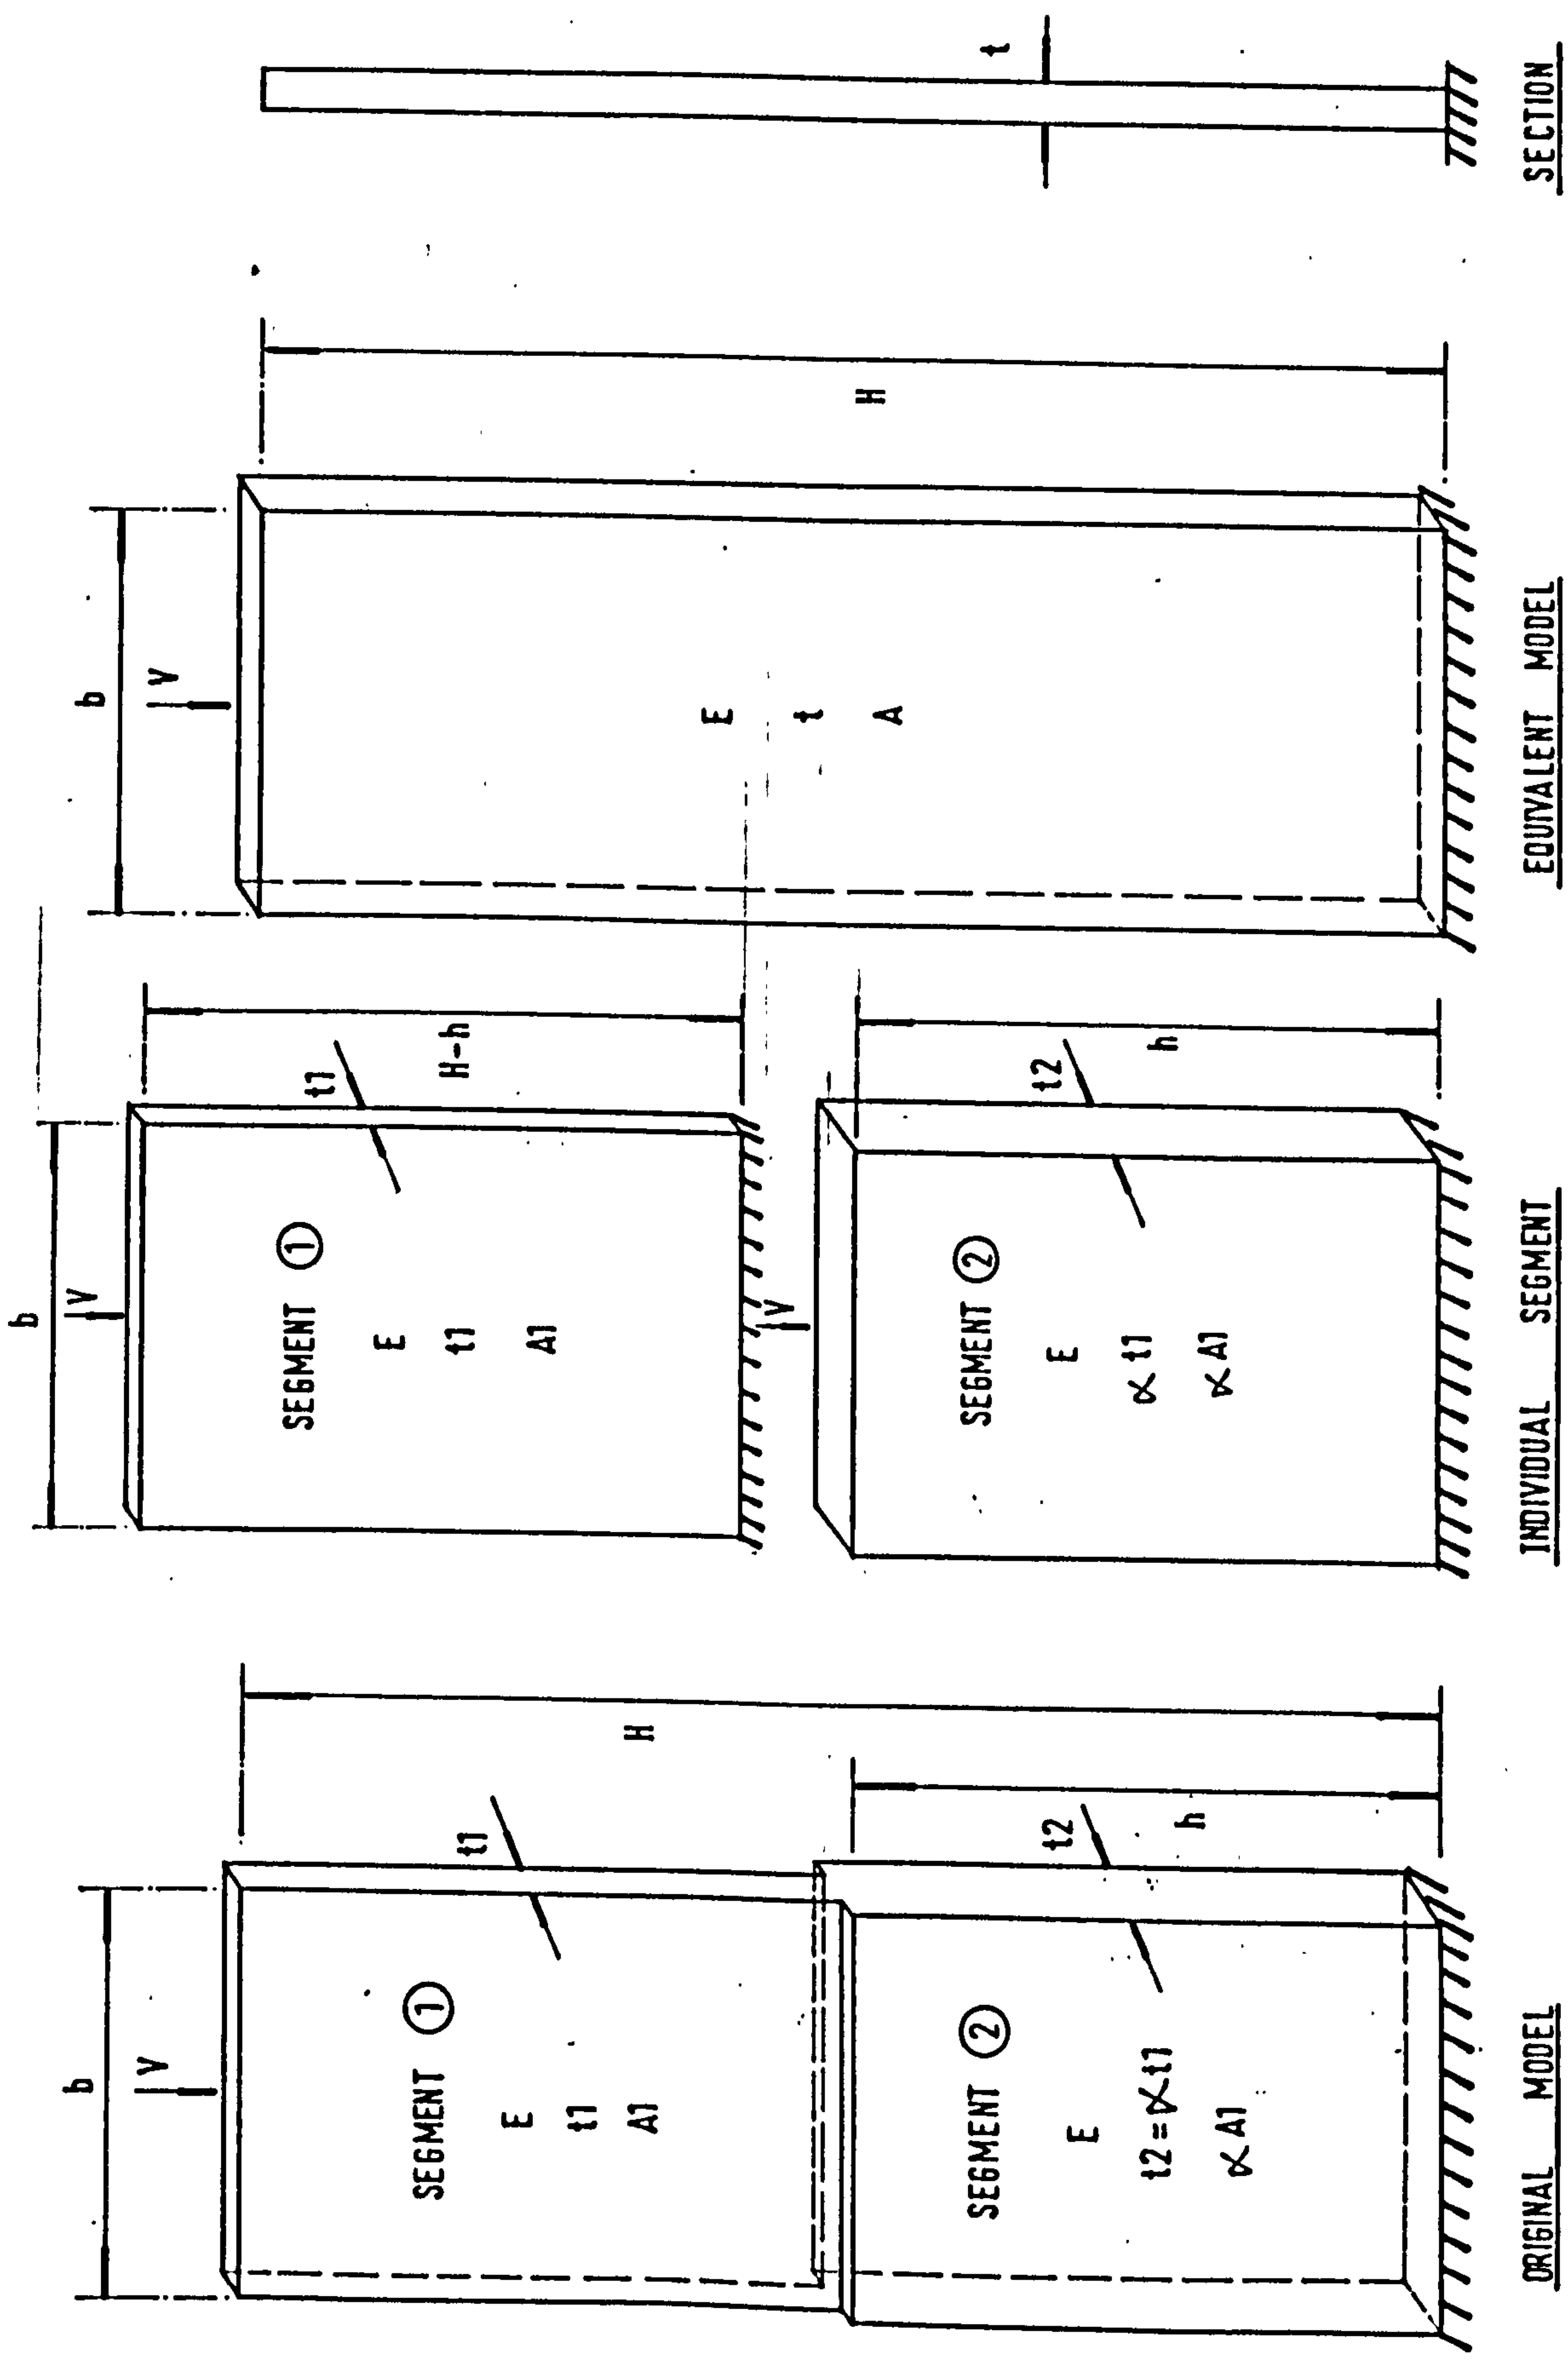 b
V
SEGMENT ①
E
t1
A1
t1
SEGMENT ②
E
t2=∝t1
∝A1
t2
h
H
ORIGINAL MODEL
b
V
SEGMENT ①
E
t1
A1
t1
H-h
V
SEGMENT ②
E
∝t1
∝A1
t2
h
INDIVIDUAL SEGMENT
b
V
E
t
A
H
EQUIVALENT MODEL
t
SECTION